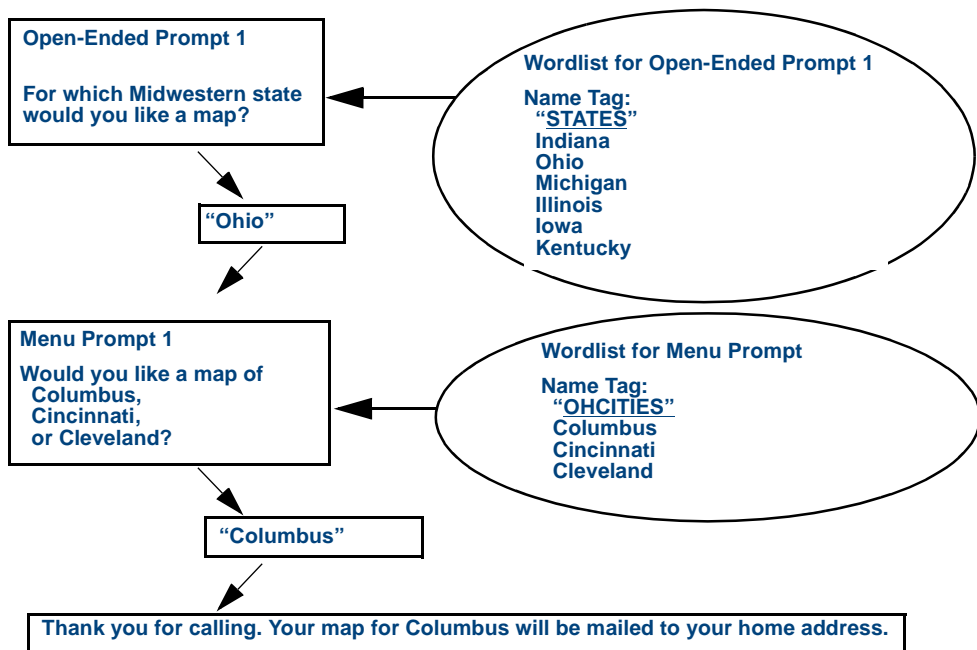 Open-Ended Prompt 1
For which Midwestern state
would you like a map?
Wordlist for Open-Ended Prompt 1
Name Tag:
“STATES”
Indiana
Ohio
Michigan
Illinois
Iowa
Kentucky
“Ohio”
Menu Prompt 1
Would you like a map of
Columbus,
Cincinnati,
or Cleveland?
Wordlist for Menu Prompt
Name Tag:
“OHCITIES”
Columbus
Cincinnati
Cleveland
“Columbus”
Thank you for calling. Your map for Columbus will be mailed to your home address.